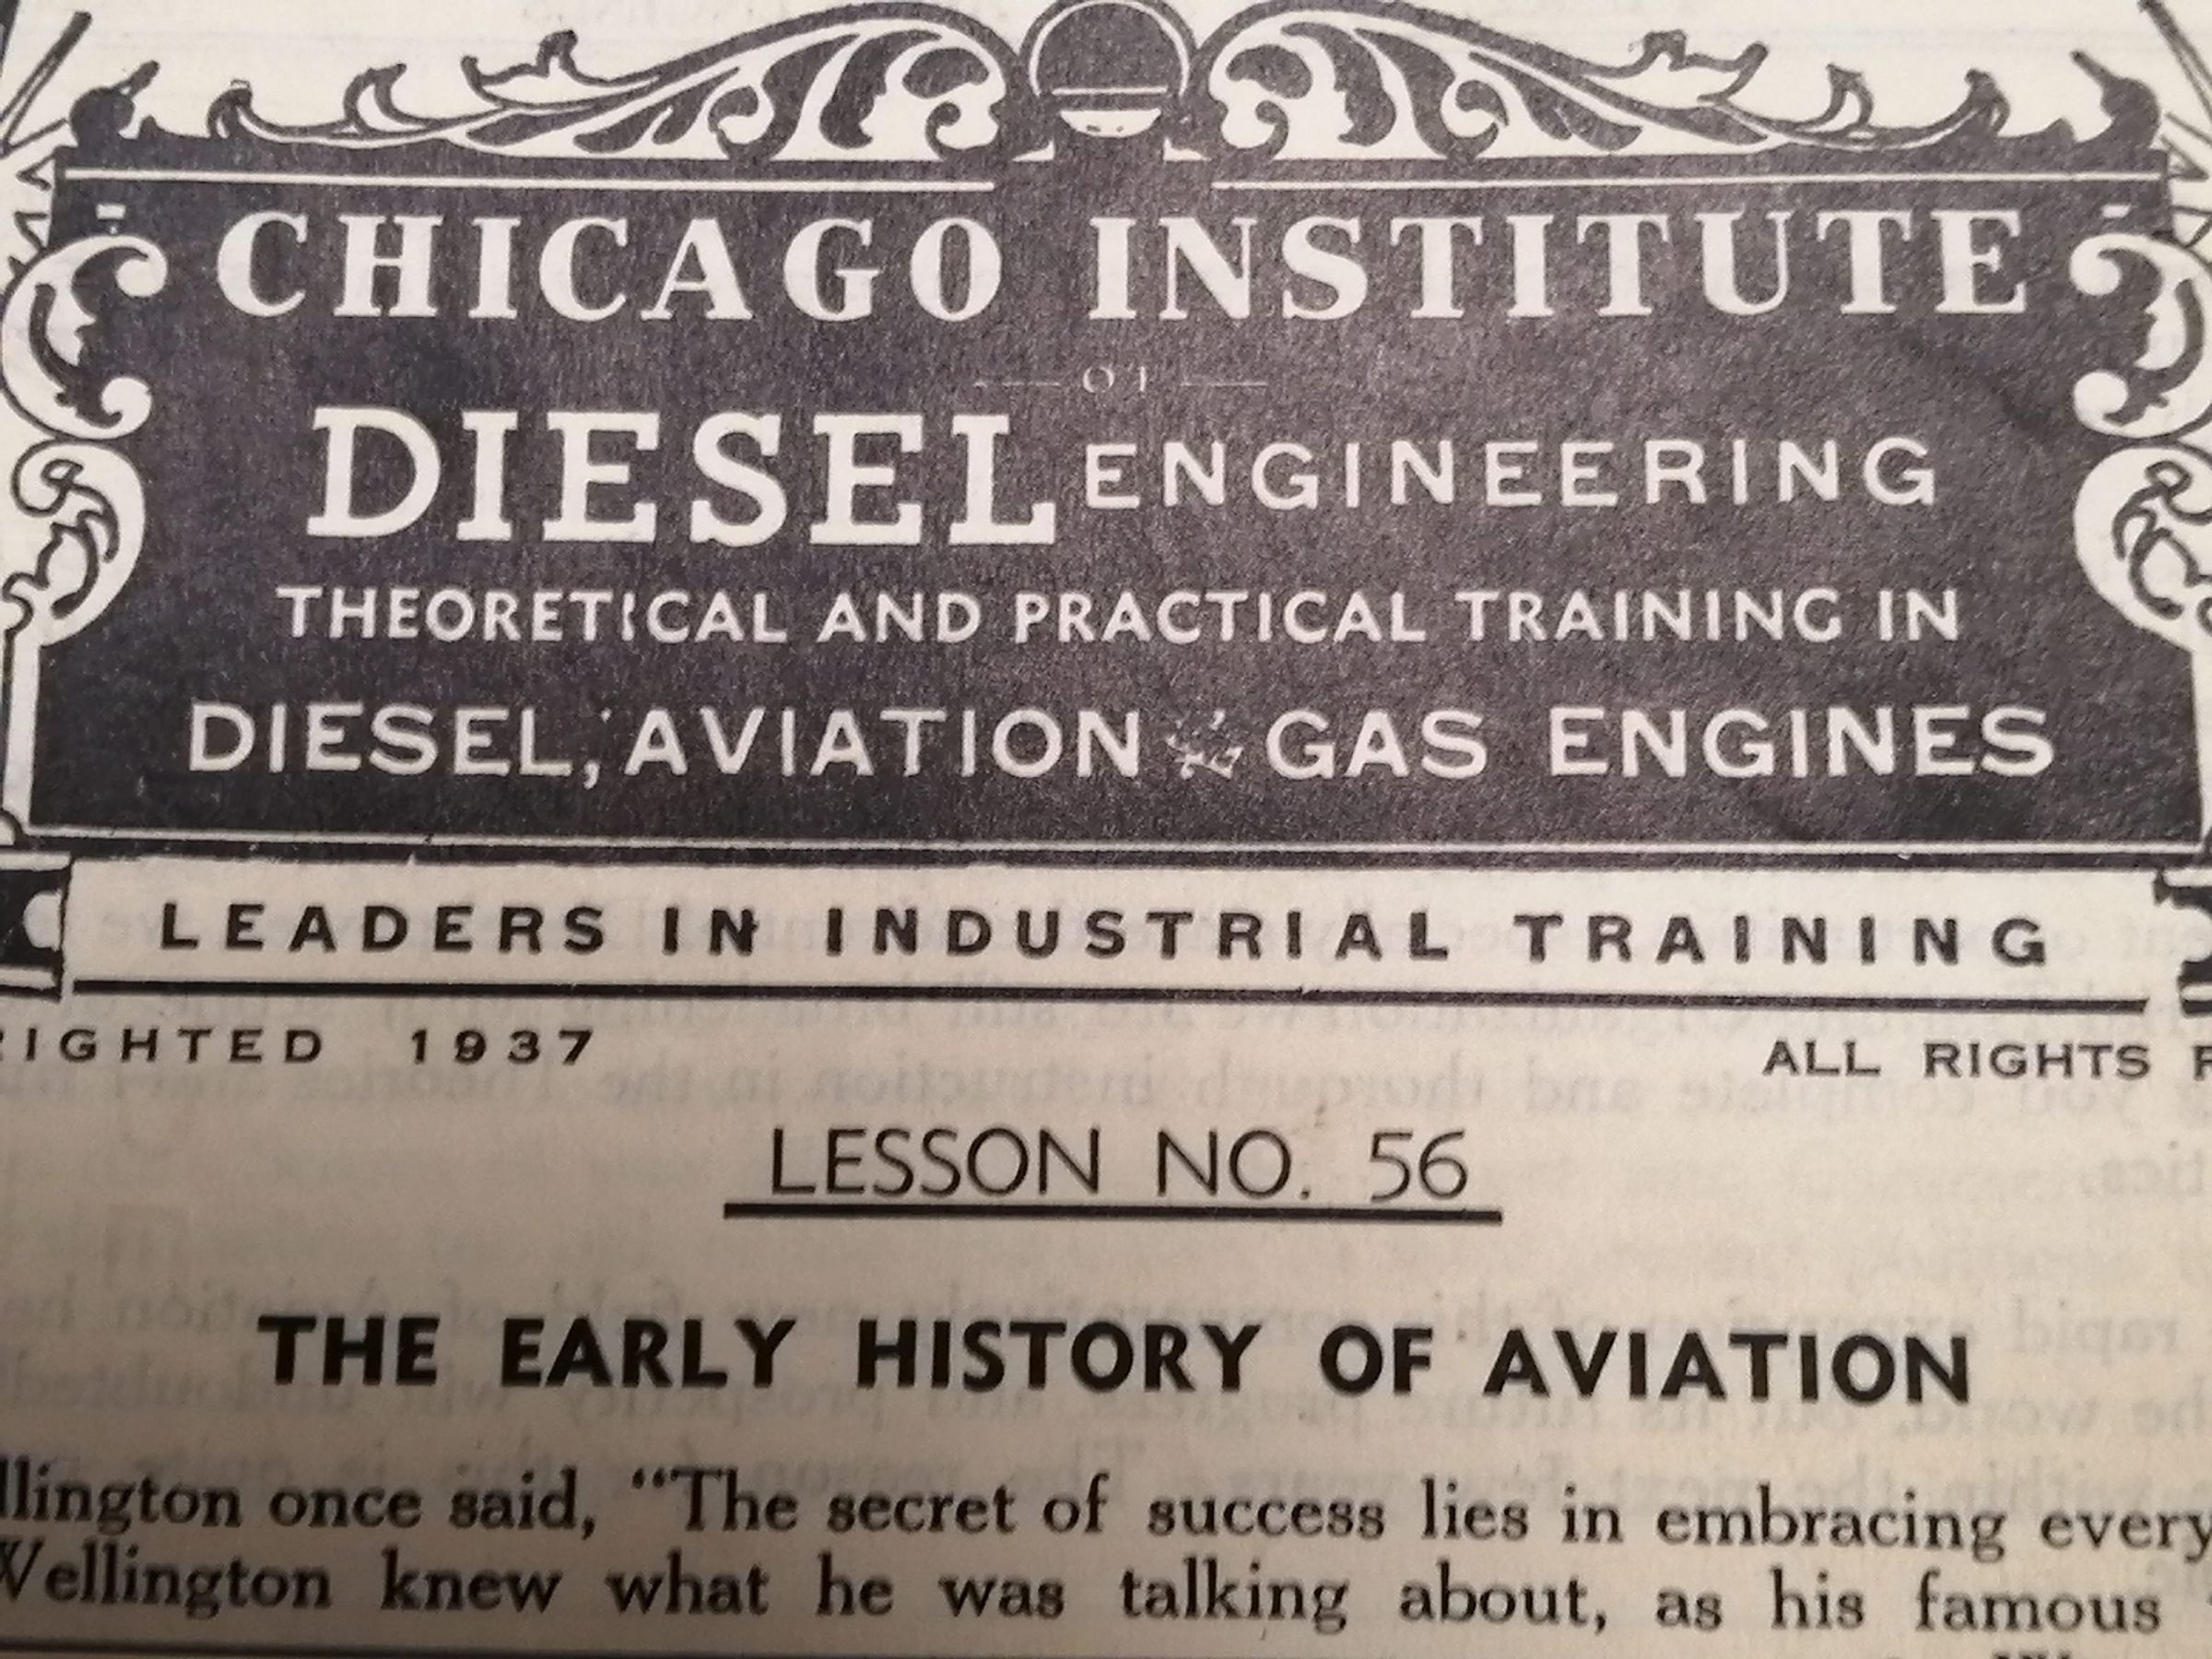 CHICAGO INSTITUTE
OF
DIESEL ENGINEERING
THEORETICAL AND PRACTICAL TRAINING IN
DIESEL, AVIATION & GAS ENGINES
LEADERS IN INDUSTRIAL TRAINING
RIGHTED 1937 ALL RIGHTS R
LESSON NO. 56
THE EARLY HISTORY OF AVIATION
llington once said, “The secret of success lies in embracing every
Wellington knew what he was talking about, as his famous